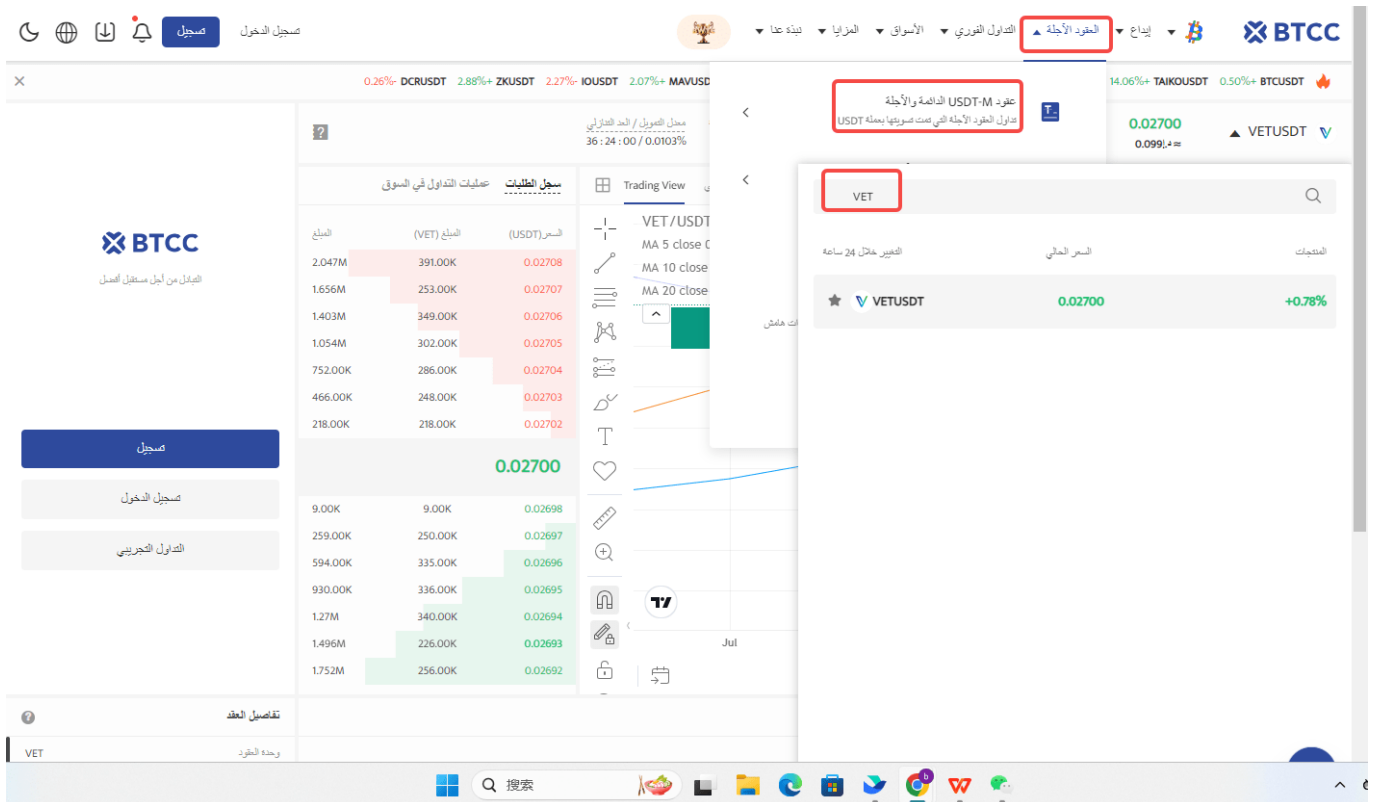 BTCC
إيداع
العقود الأجلة
التداول الفوري
الأسواق
المزايا
نبذة عنا
تسجيل الدخول
تسجيل
BTCUSDT +0.50%
TAIKOUSDT +14.06%
MAVUSD +2.07%
IOUSDT -2.27%
ZKUSDT +2.88%
DCRUSDT -0.26%
عقود USDT-M الدائمة والأجلة
تداول العقود الأجلة التي تمت تسويتها بعملة USDT
VETUSDT
0.02700
≈ د.إ0.099
معدل التمويل / العد التنازلي
36 : 24 : 00 / 0.0103%
VET
المنتجات
السعر الحالي
التغيير خلال 24 ساعة
VETUSDT
0.02700
+0.78%
ات هامش
Trading View
VET/USDT
MA 5 close 0
MA 10 close
MA 20 close
Jul
سجل الطلبات
عمليات التداول في السوق
السعر(USDT) المبلغ (VET) المبلغ
0.02708 391.00K 2.047M
0.02707 253.00K 1.656M
0.02706 349.00K 1.403M
0.02705 302.00K 1.054M
0.02704 286.00K 752.00K
0.02703 248.00K 466.00K
0.02702 218.00K 218.00K
0.02700
0.02698 9.00K 9.00K
0.02697 250.00K 259.00K
0.02696 335.00K 594.00K
0.02695 336.00K 930.00K
0.02694 340.00K 1.27M
0.02693 226.00K 1.496M
0.02692 256.00K 1.752M
BTCC
التبادل من أجل مستقبل أفضل
تسجيل
تسجيل الدخول
التداول التجريبي
تفاصيل العقد
وحدة العقود
VET
搜索